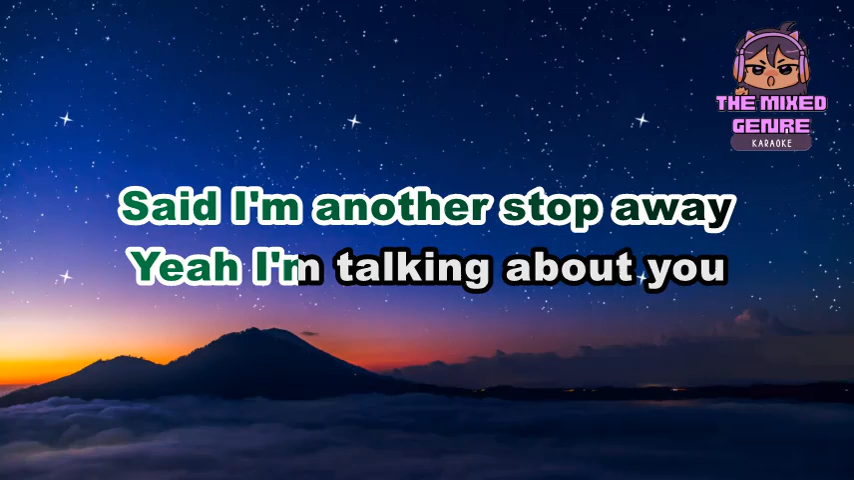 THE MIXED
GENRE
KARAOKE
Said I'm another stop away
Yeah I'm talking about you